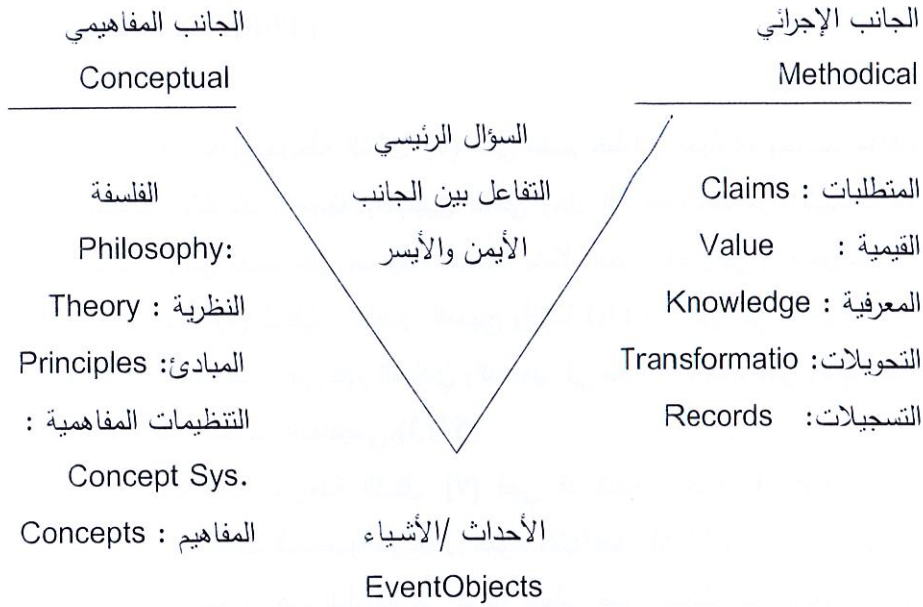 الجانب المفاهيمي
Conceptual
الفلسفة
Philosophy:
النظرية : Theory
المبادئ: Principles
التنظيمات المفاهمية :
Concept Sys.
المفاهيم : Concepts
السؤال الرئيسي
التفاعل بين الجانب
الأيمن والأيسر
الأحداث /الأشياء
EventObjects
الجانب الإجرائي
Methodical
المتطلبات : Claims
القيمية : Value
المعرفية : Knowledge
التحويلات: Transformatio
التسجيلات: Records